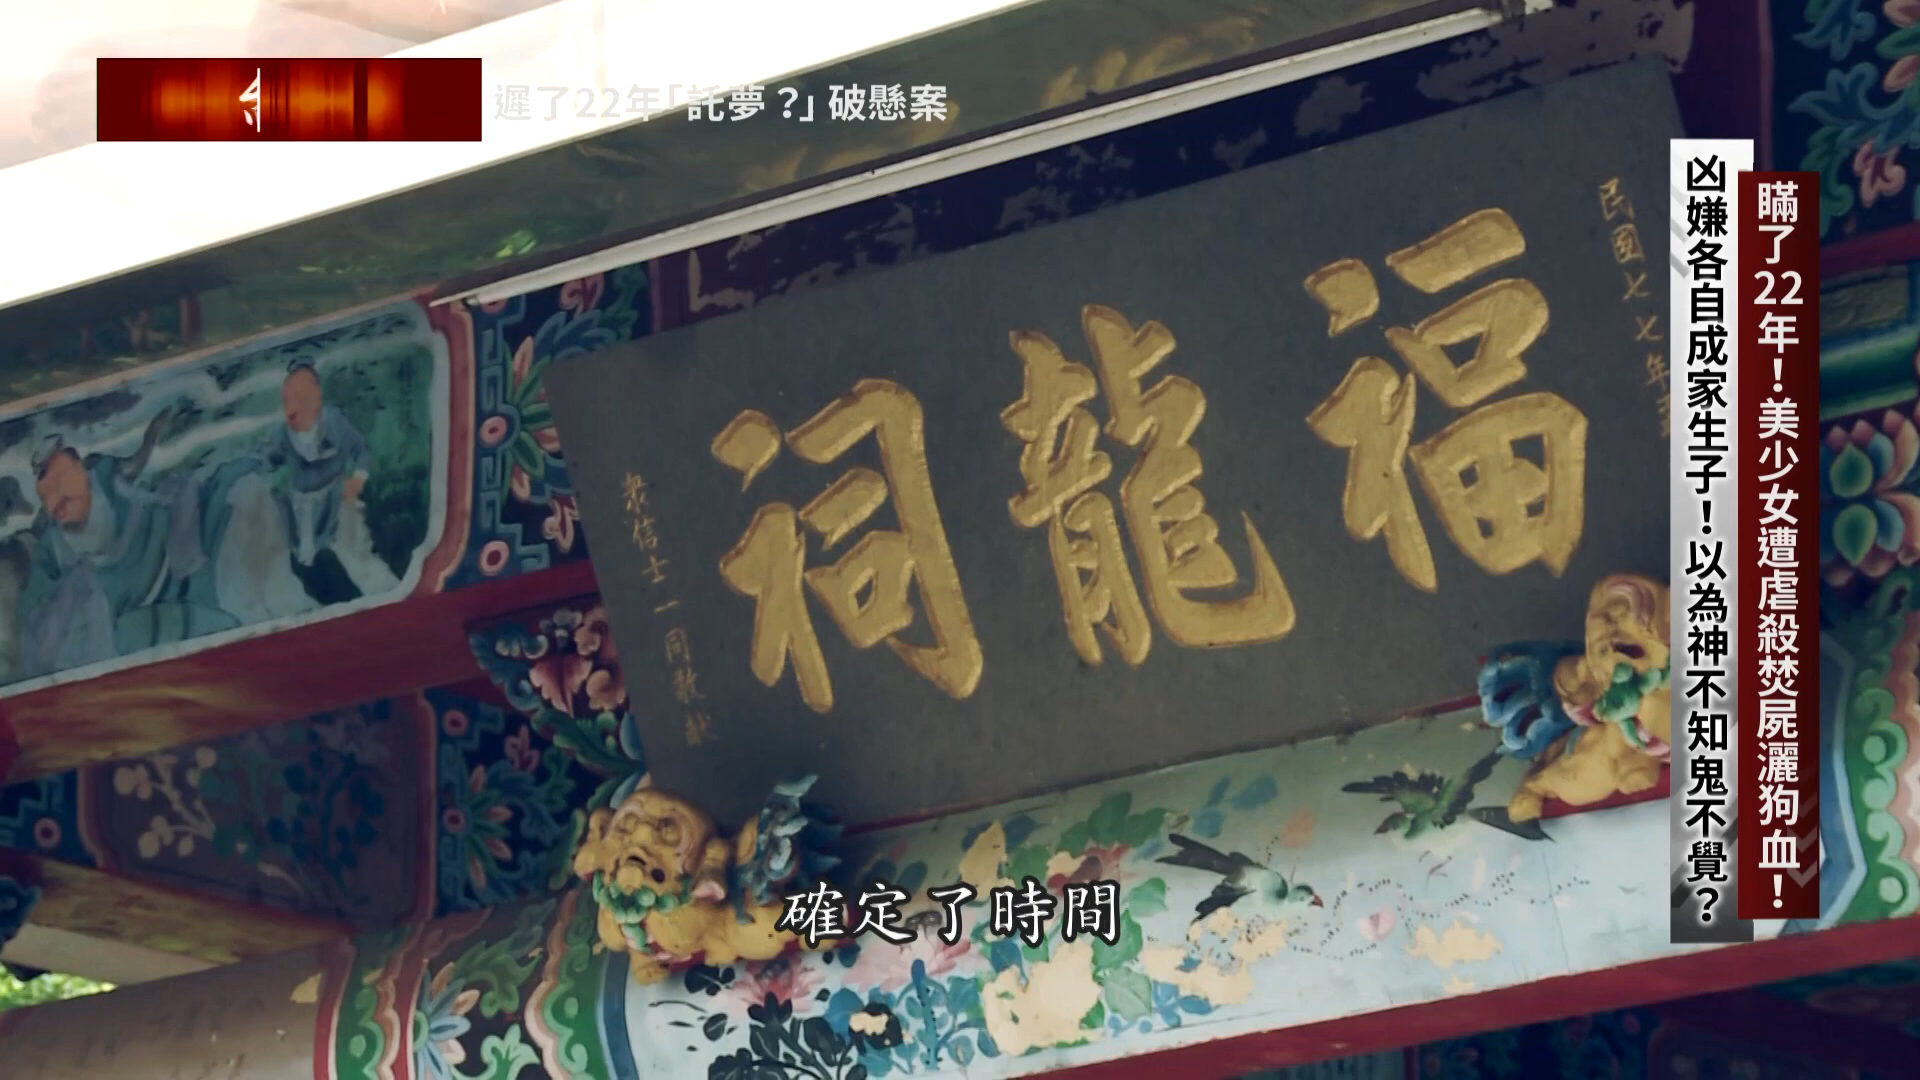 遲了22年「託夢？」破懸案
瞞了22年！美少女遭虐殺焚屍灑狗血！
凶嫌各自成家生子！以為神不知鬼不覺？
民國七七年
福龍祠
眾信士一同敬獻
確定了時間